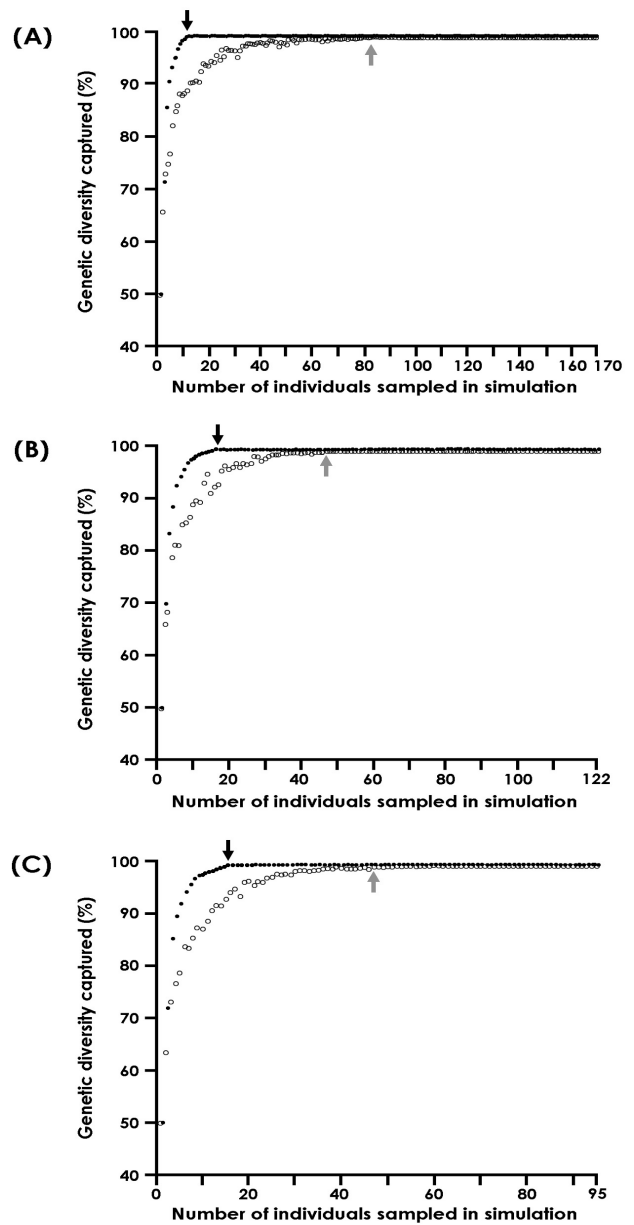 (A)
Genetic diversity captured (%)
100
90
80
70
60
50
40
0 20 40 60 80 100 120 140 160 170
Number of individuals sampled in simulation
(B)
Genetic diversity captured (%)
100
90
80
70
60
50
40
0 20 40 60 80 100 122
Number of individuals sampled in simulation
(C)
Genetic diversity captured (%)
100
90
80
70
60
50
40
0 20 40 60 80 95
Number of individuals sampled in simulation